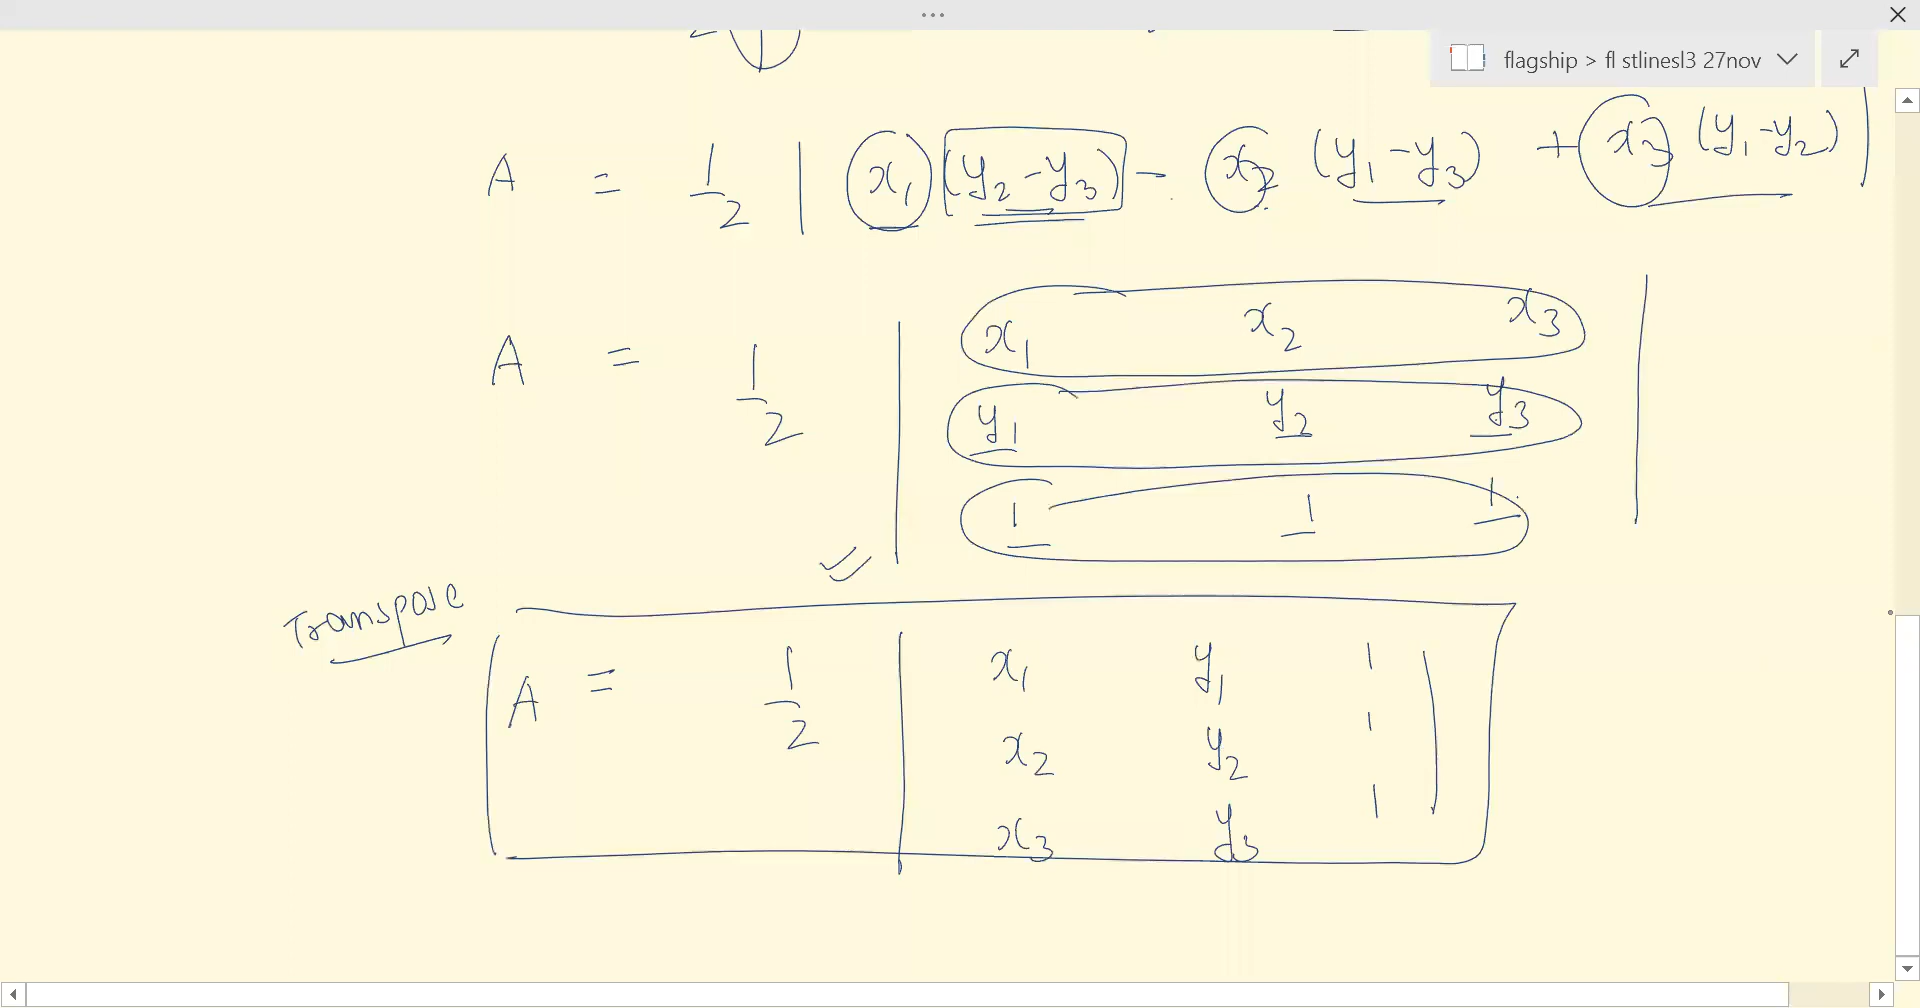 flagship > fl stlinesl3 27nov
A = 1/2 | x₁ (y₂ - y₃) - x₂ (y₁ - y₃) + x₃ (y₁ - y₂) |
A = 1/2 | x₁ x₂ x₃ |
y₁ y₂ y₃
1 1 1
Transpose
A = 1/2 | x₁ y₁ 1 |
x₂ y₂ 1
x₃ y₃ 1